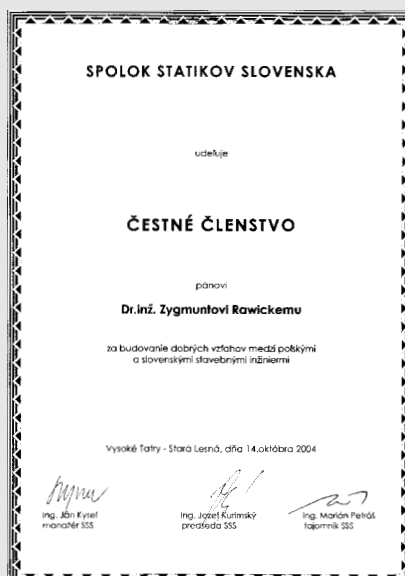 SPOLOK STATIKOV SLOVENSKA
udeľuje
ČESTNÉ ČLENSTVO
pánovi
Dr.inž. Zygmuntovi Rawickemu
za budovanie dobrých vzťahov medzi poľskými
a slovenskými stavebnými inžiniermi
Vysoké Tatry - Stará Lesná, dňa 14.októbra 2004
Ing. Ján Kyseľ
manažér SSS
Ing. Jozef Kurimský
predseda SSS
Ing. Marián Petráš
tajomník SSS